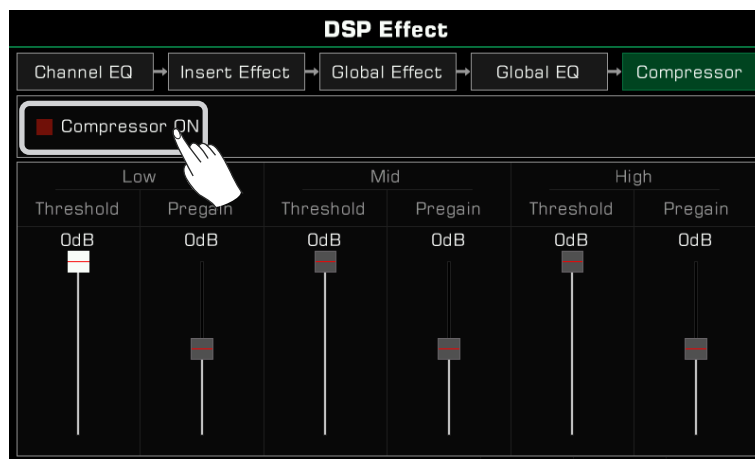 DSP Effect
Channel EQ Insert Effect Global Effect Global EQ Compressor
Compressor ON
Low Mid High
Threshold Pregain Threshold Pregain Threshold Pregain
0dB 0dB 0dB 0dB 0dB 0dB